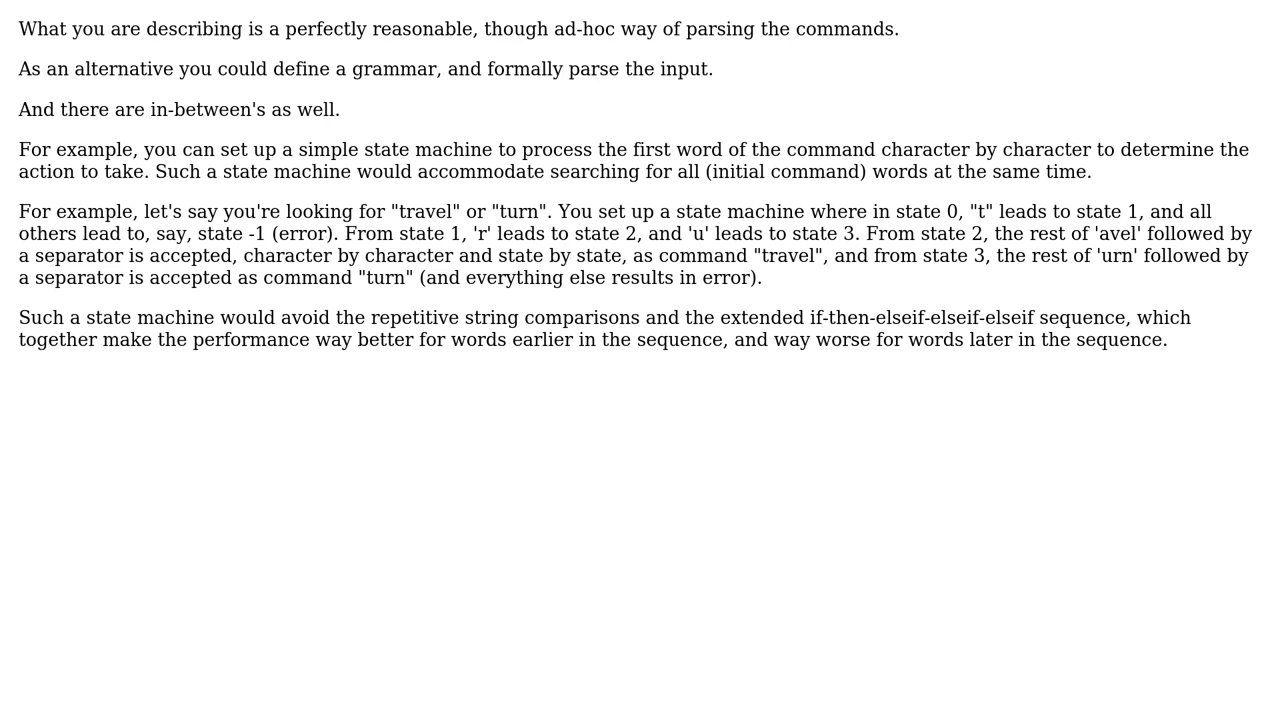 What you are describing is a perfectly reasonable, though ad-hoc way of parsing the commands.
As an alternative you could define a grammar, and formally parse the input.
And there are in-between's as well.
For example, you can set up a simple state machine to process the first word of the command character by character to determine the
action to take. Such a state machine would accommodate searching for all (initial command) words at the same time.
For example, let's say you're looking for "travel" or "turn". You set up a state machine where in state 0, "t" leads to state 1, and all
others lead to, say, state -1 (error). From state 1, 'r' leads to state 2, and 'u' leads to state 3. From state 2, the rest of 'avel' followed by
a separator is accepted, character by character and state by state, as command "travel", and from state 3, the rest of 'urn' followed by
a separator is accepted as command "turn" (and everything else results in error).
Such a state machine would avoid the repetitive string comparisons and the extended if-then-elseif-elseif-elseif sequence, which
together make the performance way better for words earlier in the sequence, and way worse for words later in the sequence.